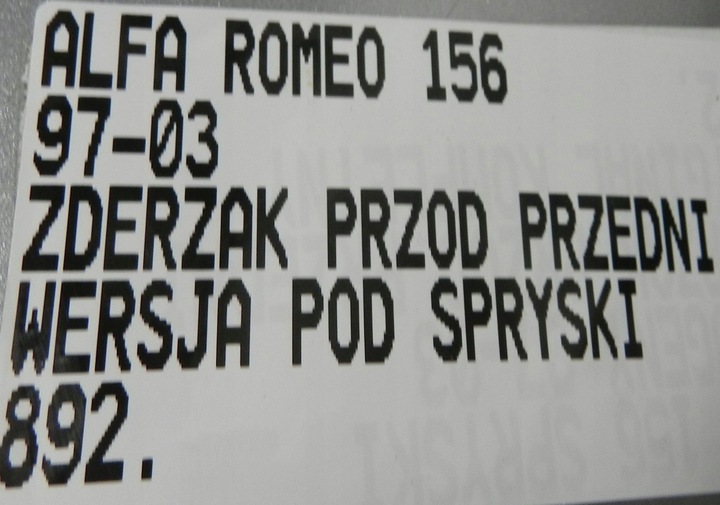 ALFA ROMEO 156
97-03
ZDERZAK PRZOD PRZEDNI
WERSJA POD SPRYSKI
892.